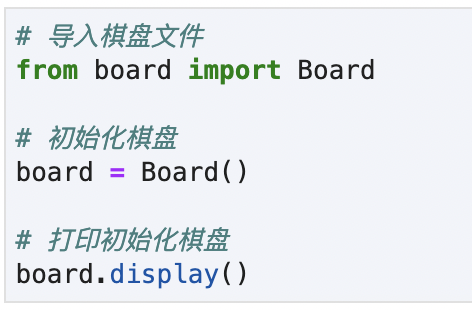 # 导入棋盘文件
from board import Board
# 初始化棋盘
board = Board()
# 打印初始化棋盘
board.display()